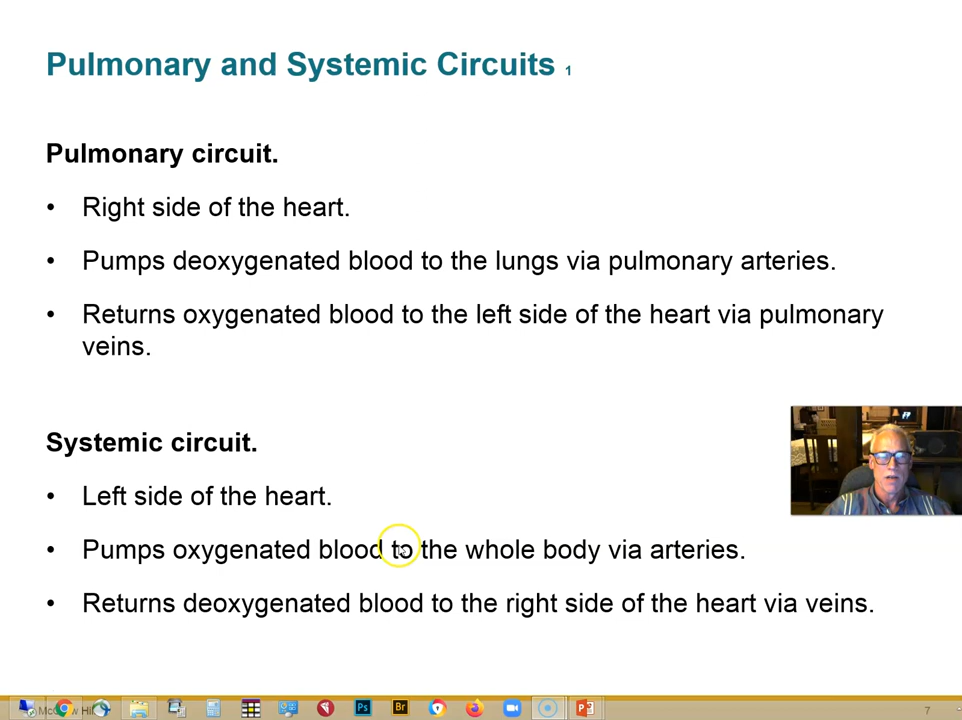 Pulmonary and Systemic Circuits 1
Pulmonary circuit.
• Right side of the heart.
• Pumps deoxygenated blood to the lungs via pulmonary arteries.
• Returns oxygenated blood to the left side of the heart via pulmonary
veins.
Systemic circuit.
• Left side of the heart.
• Pumps oxygenated blood to the whole body via arteries.
• Returns deoxygenated blood to the right side of the heart via veins.
Ps
Br
7